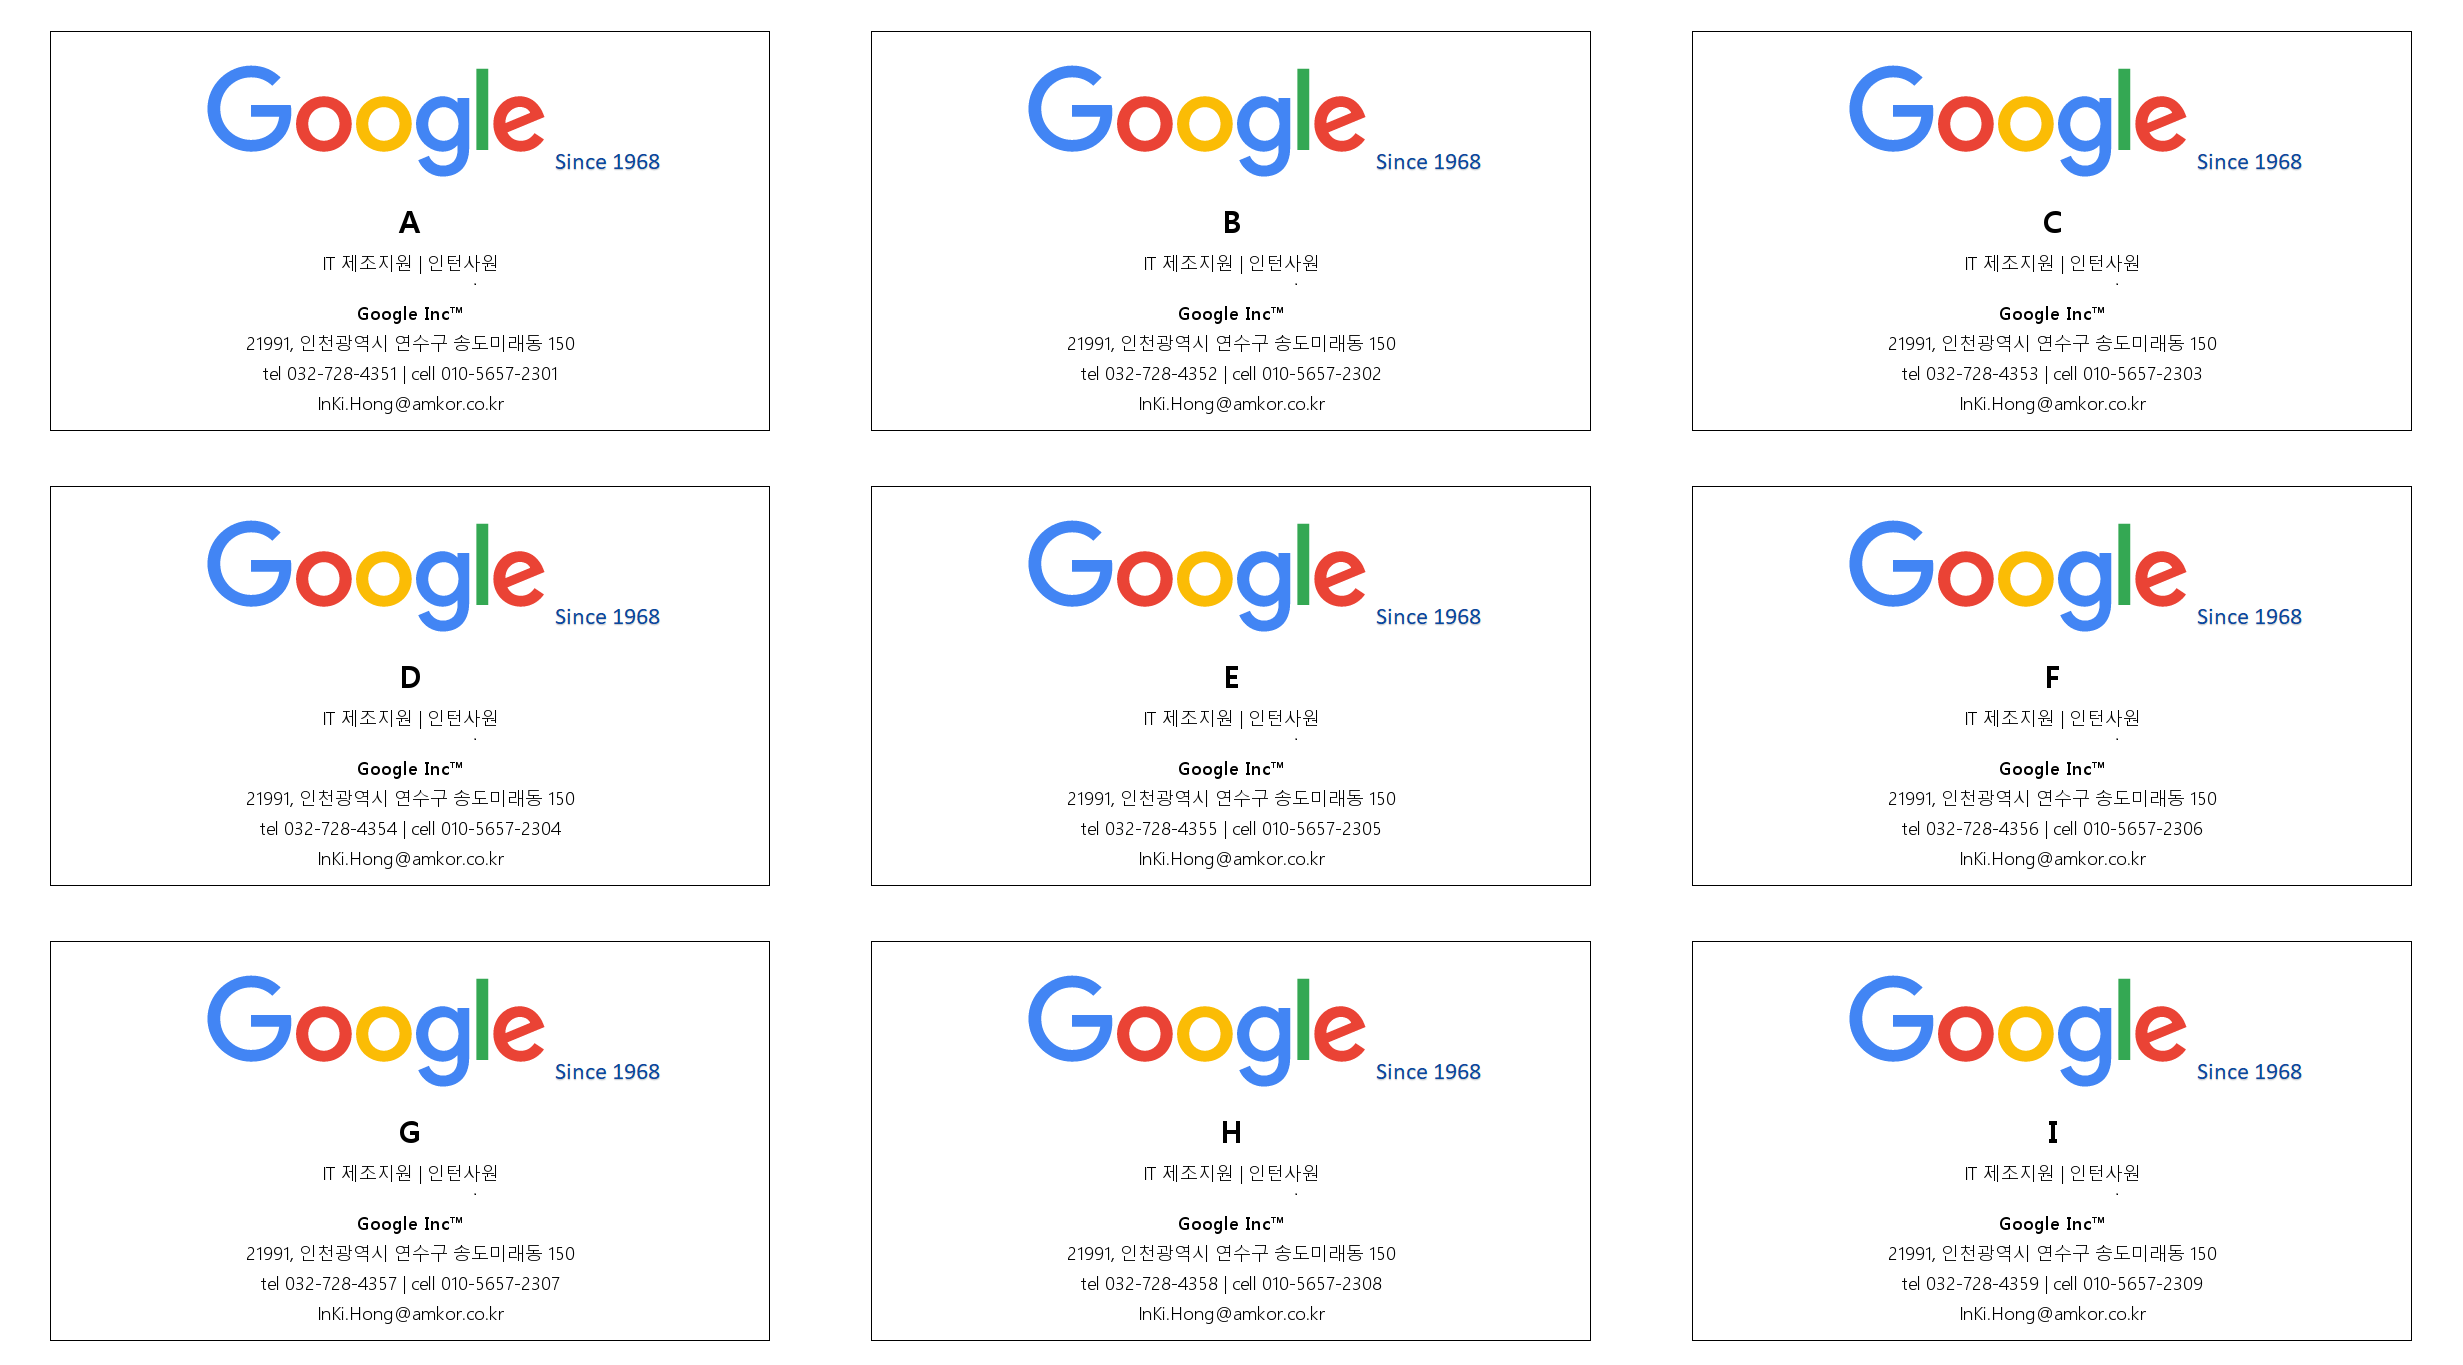 Google
Since 1968
A
IT 제조지원 | 인턴사원
.
Google Inc™
21991, 인천광역시 연수구 송도미래동 150
tel 032-728-4351 | cell 010-5657-2301
InKi.Hong@amkor.co.kr
Google
Since 1968
B
IT 제조지원 | 인턴사원
.
Google Inc™
21991, 인천광역시 연수구 송도미래동 150
tel 032-728-4352 | cell 010-5657-2302
InKi.Hong@amkor.co.kr
Google
Since 1968
C
IT 제조지원 | 인턴사원
.
Google Inc™
21991, 인천광역시 연수구 송도미래동 150
tel 032-728-4353 | cell 010-5657-2303
InKi.Hong@amkor.co.kr
Google
Since 1968
D
IT 제조지원 | 인턴사원
.
Google Inc™
21991, 인천광역시 연수구 송도미래동 150
tel 032-728-4354 | cell 010-5657-2304
InKi.Hong@amkor.co.kr
Google
Since 1968
E
IT 제조지원 | 인턴사원
.
Google Inc™
21991, 인천광역시 연수구 송도미래동 150
tel 032-728-4355 | cell 010-5657-2305
InKi.Hong@amkor.co.kr
Google
Since 1968
F
IT 제조지원 | 인턴사원
.
Google Inc™
21991, 인천광역시 연수구 송도미래동 150
tel 032-728-4356 | cell 010-5657-2306
InKi.Hong@amkor.co.kr
Google
Since 1968
G
IT 제조지원 | 인턴사원
.
Google Inc™
21991, 인천광역시 연수구 송도미래동 150
tel 032-728-4357 | cell 010-5657-2307
InKi.Hong@amkor.co.kr
Google
Since 1968
H
IT 제조지원 | 인턴사원
.
Google Inc™
21991, 인천광역시 연수구 송도미래동 150
tel 032-728-4358 | cell 010-5657-2308
InKi.Hong@amkor.co.kr
Google
Since 1968
I
IT 제조지원 | 인턴사원
.
Google Inc™
21991, 인천광역시 연수구 송도미래동 150
tel 032-728-4359 | cell 010-5657-2309
InKi.Hong@amkor.co.kr